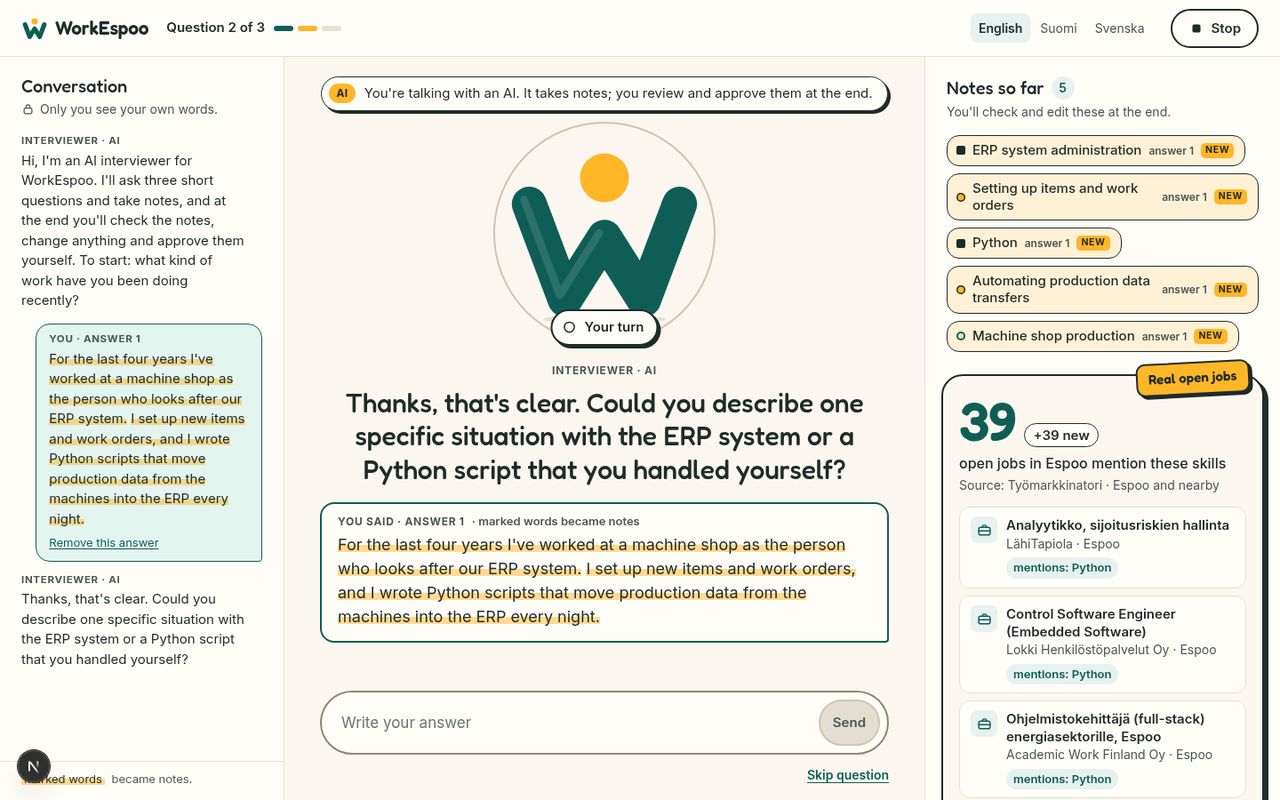 WorkEspoo
Question 2 of 3
English
Suomi
Svenska
Stop
Conversation
Only you see your own words.
INTERVIEWER · AI
Hi, I'm an AI interviewer for
WorkEspoo. I'll ask three short
questions and take notes, and at
the end you'll check the notes,
change anything and approve them
yourself. To start: what kind of
work have you been doing
recently?
YOU · ANSWER 1
For the last four years I've
worked at a machine shop as
the person who looks after our
ERP system. I set up new items
and work orders, and I wrote
Python scripts that move
production data from the
machines into the ERP every
night.
Remove this answer
INTERVIEWER · AI
Thanks, that's clear. Could you
describe one specific situation with
the ERP system or a Python script
that you handled yourself?
N
words became notes.
AI You're talking with an AI. It takes notes; you review and approve them at the end.
Your turn
INTERVIEWER · AI
Thanks, that's clear. Could you describe one
specific situation with the ERP system or a
Python script that you handled yourself?
YOU SAID · ANSWER 1 · marked words became notes
For the last four years I've worked at a machine shop as the person
who looks after our ERP system. I set up new items and work orders,
and I wrote Python scripts that move production data from the
machines into the ERP every night.
Write your answer
Send
Skip question
Notes so far 5
You'll check and edit these at the end.
ERP system administration answer 1 NEW
Setting up items and work
orders answer 1 NEW
Python answer 1 NEW
Automating production data
transfers answer 1 NEW
Machine shop production answer 1 NEW
Real open jobs
39 +39 new
open jobs in Espoo mention these skills
Source: Työmarkkinatori · Espoo and nearby
Analyytikko, sijoitusriskien hallinta
LähiTapiola · Espoo
mentions: Python
Control Software Engineer
(Embedded Software)
Lokki Henkilöstöpalvelut Oy · Espoo
mentions: Python
Ohjelmistokehittäjä (full-stack)
energiasektorille, Espoo
Academic Work Finland Oy · Espoo
mentions: Python